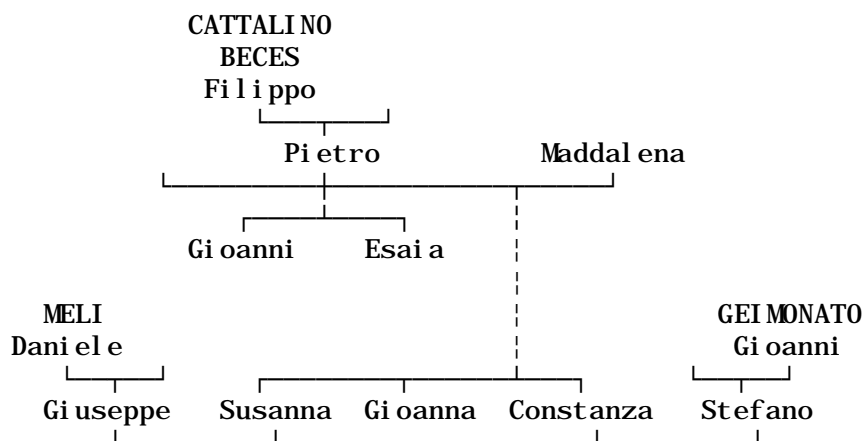 CATTALINO
BECES
Filippo
Pietro Maddalena
Gioanni Esaia
MELI GEIMONATO
Daniele Gioanni
Giuseppe Susanna Gioanna Constanza Stefano